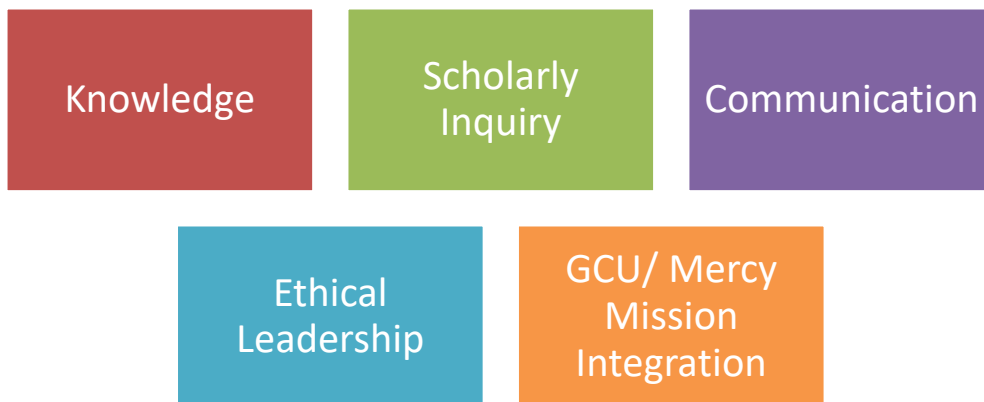 Knowledge
Scholarly
Inquiry
Communication
Ethical
Leadership
GCU/ Mercy
Mission
Integration